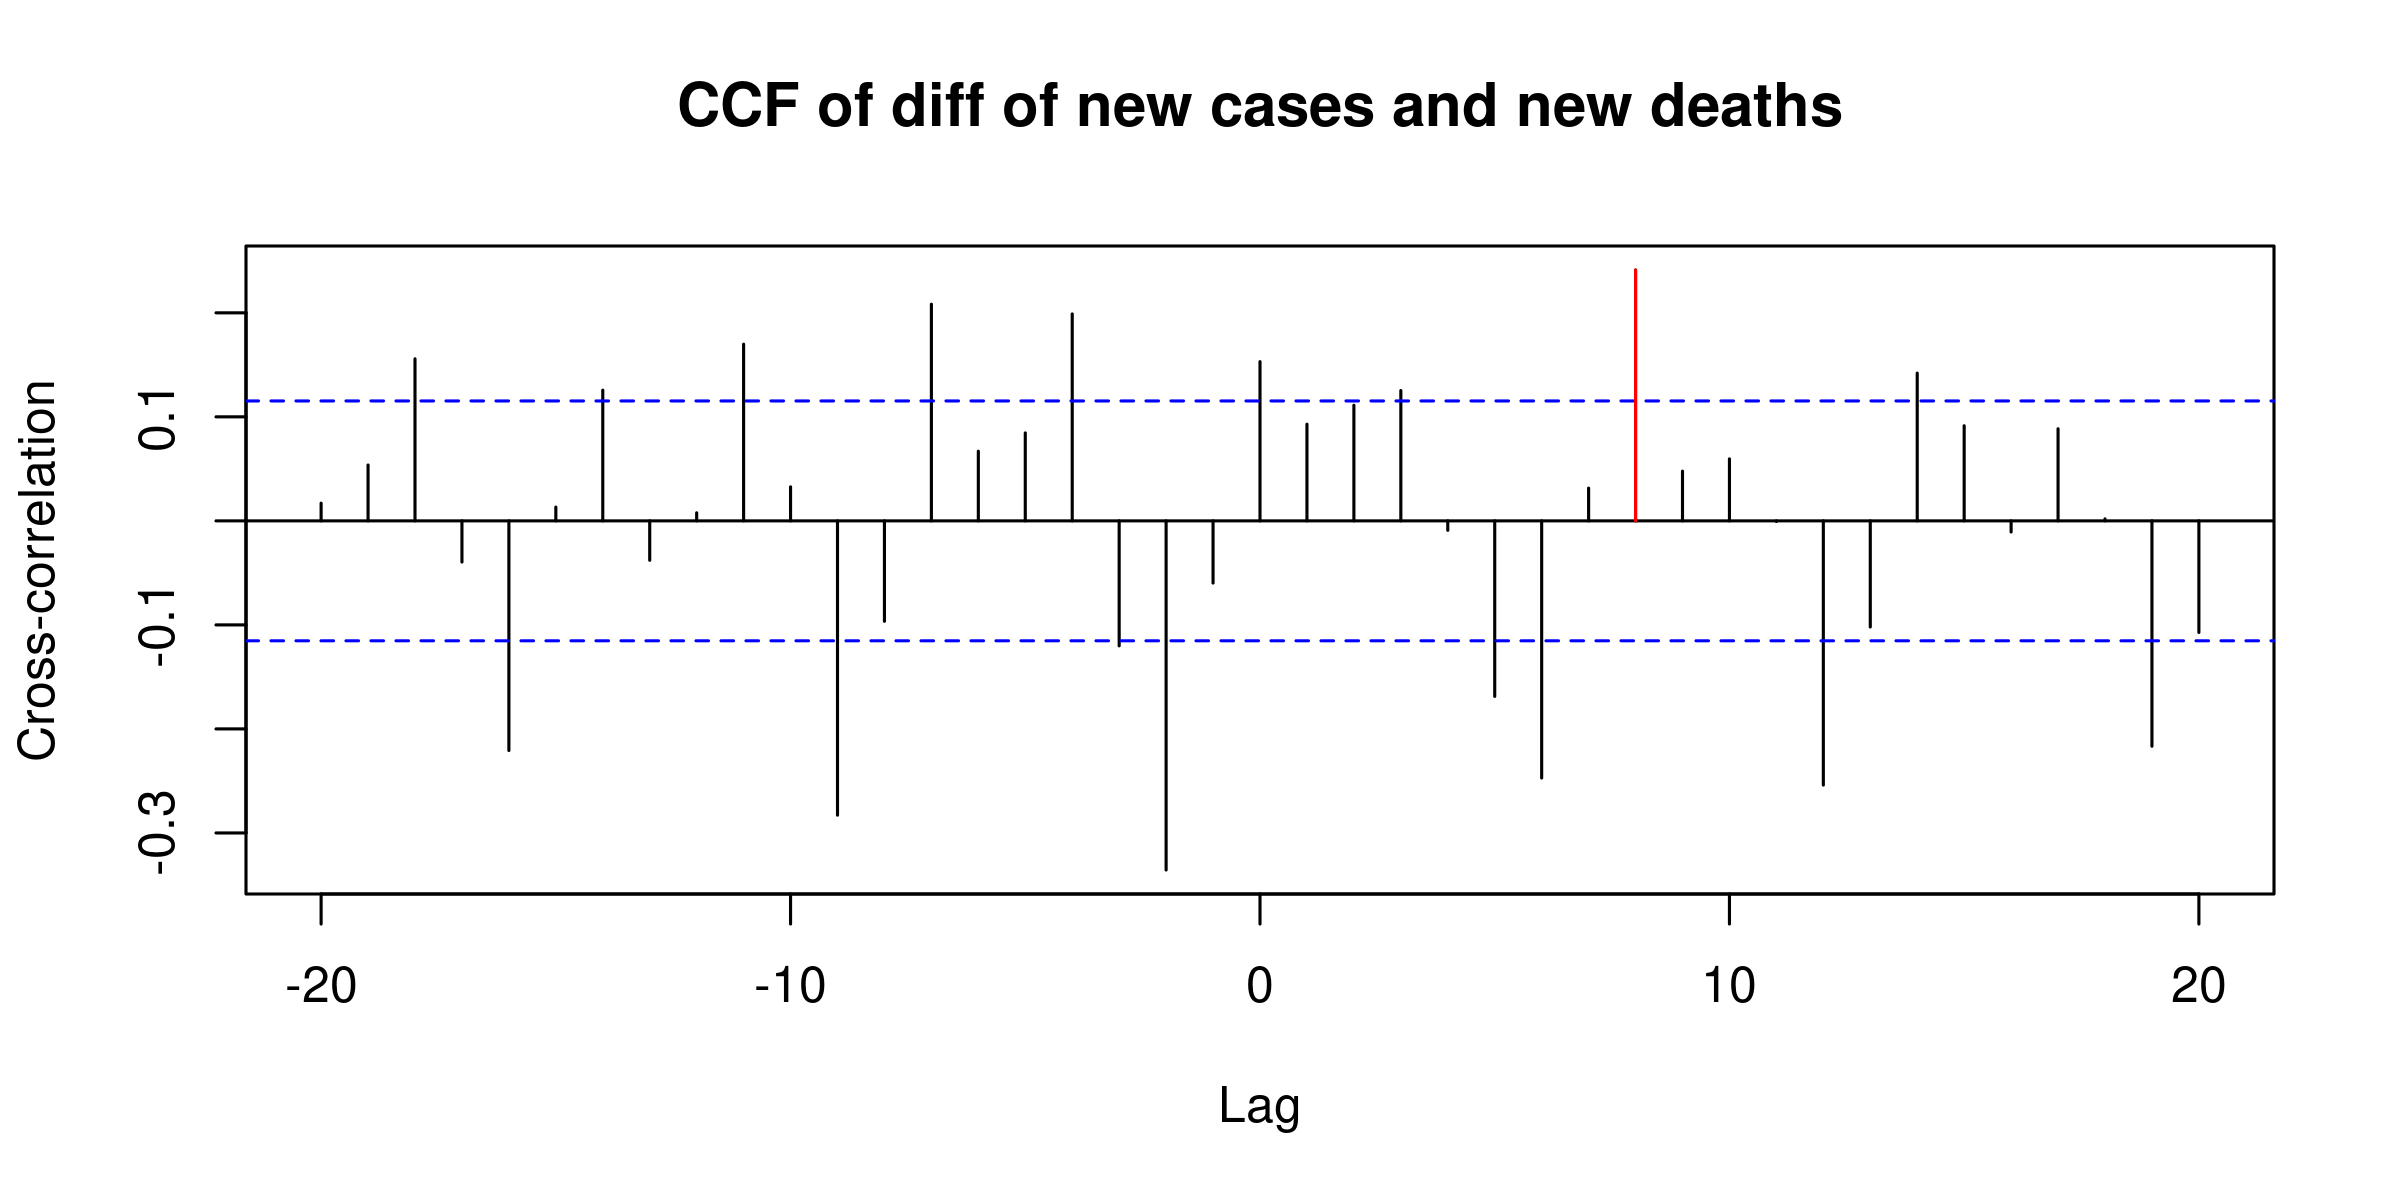 CCF of diff of new cases and new deaths
Cross-correlation
0.1
-0.1
-0.3
-20 -10 0 10 20
Lag